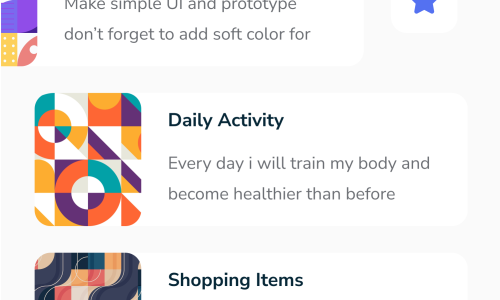 Make simple UI and prototype
don't forget to add soft color for
Daily Activity
Every day i will train my body and
become healthier than before
Shopping Items